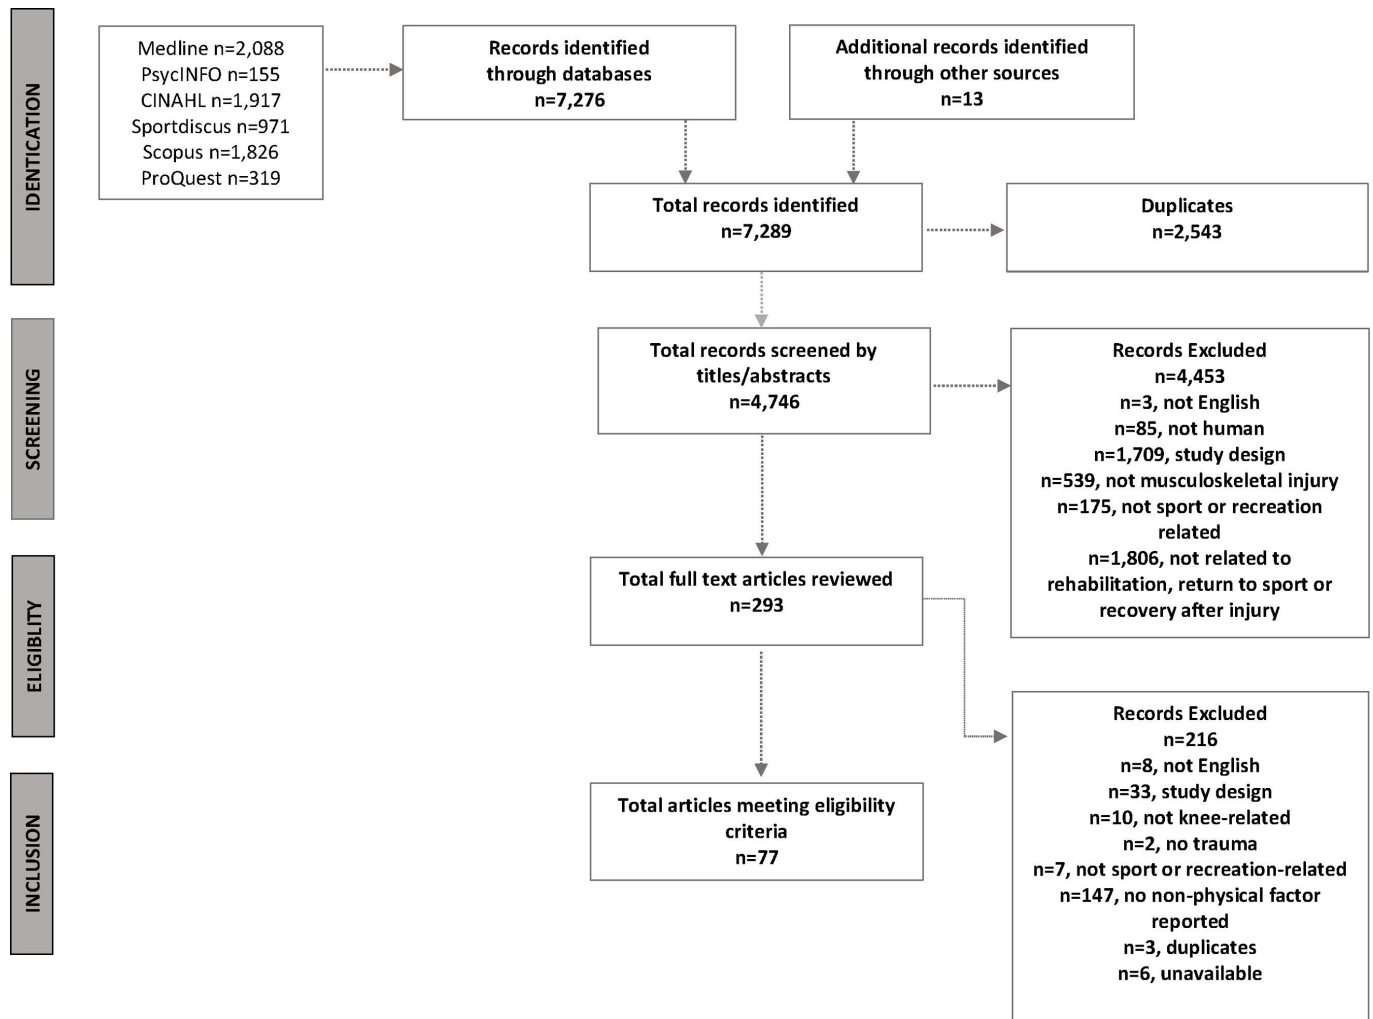 IDENTICATION
Medline n=2,088
PsycINFO n=155
CINAHL n=1,917
Sportdiscus n=971
Scopus n=1,826
ProQuest n=319
Records identified
through databases
n=7,276
Additional records identified
through other sources
n=13
Total records identified
n=7,289
Duplicates
n=2,543
SCREENING
Total records screened by
titles/abstracts
n=4,746
Records Excluded
n=4,453
n=3, not English
n=85, not human
n=1,709, study design
n=539, not musculoskeletal injury
n=175, not sport or recreation
related
n=1,806, not related to
rehabilitation, return to sport or
recovery after injury
ELIGIBLITY
Total full text articles reviewed
n=293
Records Excluded
n=216
n=8, not English
n=33, study design
n=10, not knee-related
n=2, no trauma
n=7, not sport or recreation-related
n=147, no non-physical factor
reported
n=3, duplicates
n=6, unavailable
INCLUSION
Total articles meeting eligibility
criteria
n=77